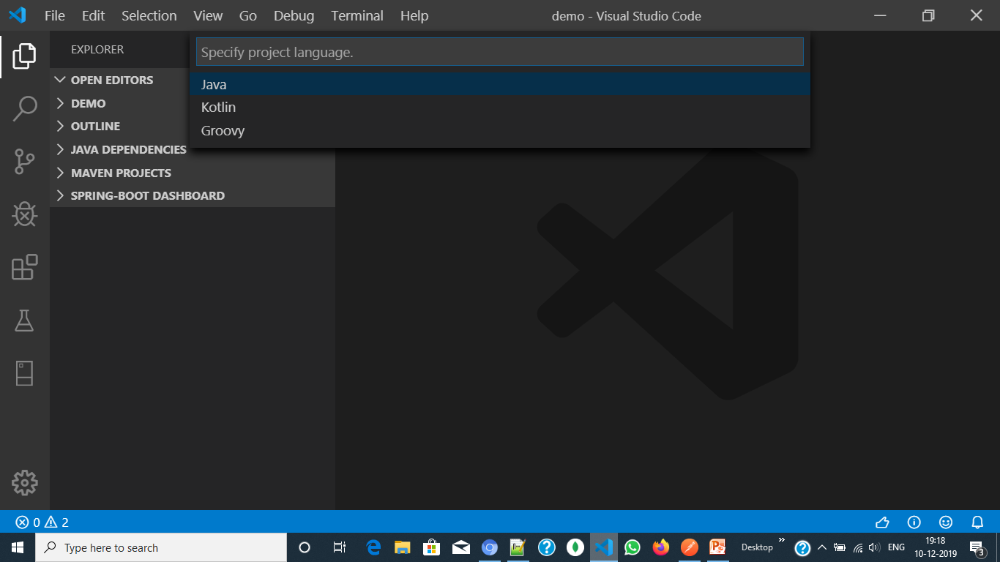 File Edit Selection View Go Debug Terminal Help demo - Visual Studio Code
EXPLORER
Specify project language.
Java
Kotlin
Groovy
OPEN EDITORS
DEMO
OUTLINE
JAVA DEPENDENCIES
MAVEN PROJECTS
SPRING-BOOT DASHBOARD
0 2
Type here to search
Desktop
ENG
19:18
10-12-2019
3